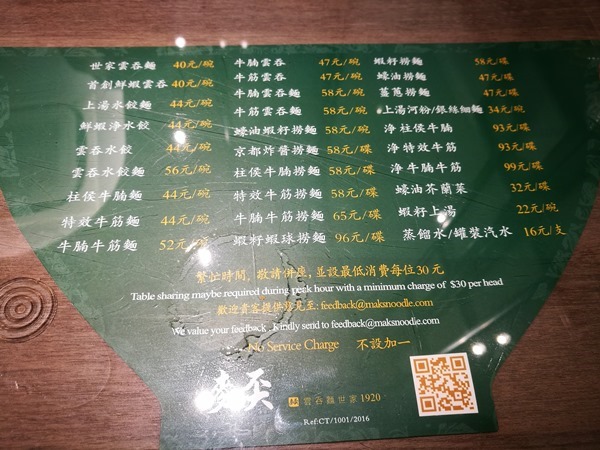 世家雲吞麵 40元/碗 牛腩雲吞 47元/碗 蝦籽撈麵 58元/碟
首創鮮蝦雲吞 40元/碗 牛筋雲吞 47元/碗 蠔油撈麵 47元/碟
上湯水餃麵 44元/碗 牛腩雲吞麵 58元/碗 薑蔥撈麵 47元/碟
鮮蝦淨水餃 44元/碗 牛筋雲吞麵 58元/碗 上湯河粉/銀絲細麵 34元/碗
雲吞水餃 44元/碗 蠔油蝦籽撈麵 58元/碟 淨柱侯牛腩 93元/碟
雲吞水餃麵 56元/碗 京都炸醬撈麵 58元/碟 淨特效牛筋 93元/碟
柱侯牛腩麵 44元/碗 柱侯牛腩撈麵 58元/碟 淨牛腩牛筋 99元/碟
特效牛筋麵 44元/碗 特效牛筋撈麵 58元/碟 蠔油芥蘭菜 32元/碟
牛腩牛筋麵 52元/碗 牛腩牛筋撈麵 65元/碟 蝦籽上湯 22元/碗
蝦籽蝦球撈麵 96元/碟 蒸餾水/罐裝汽水 16元/支
繁忙時間, 敬請併座, 並設最低消費每位30元
Table sharing maybe required during peak hour with a minimum charge of $30 per head
歡迎貴客提供意見至: feedback@maksnoodle.com
We value your feedback . Kindly send to feedback@maksnoodle.com
No Service Charge 不設加一
麥奀 雲吞麵世家 1920
Ref:CT/1001/2016